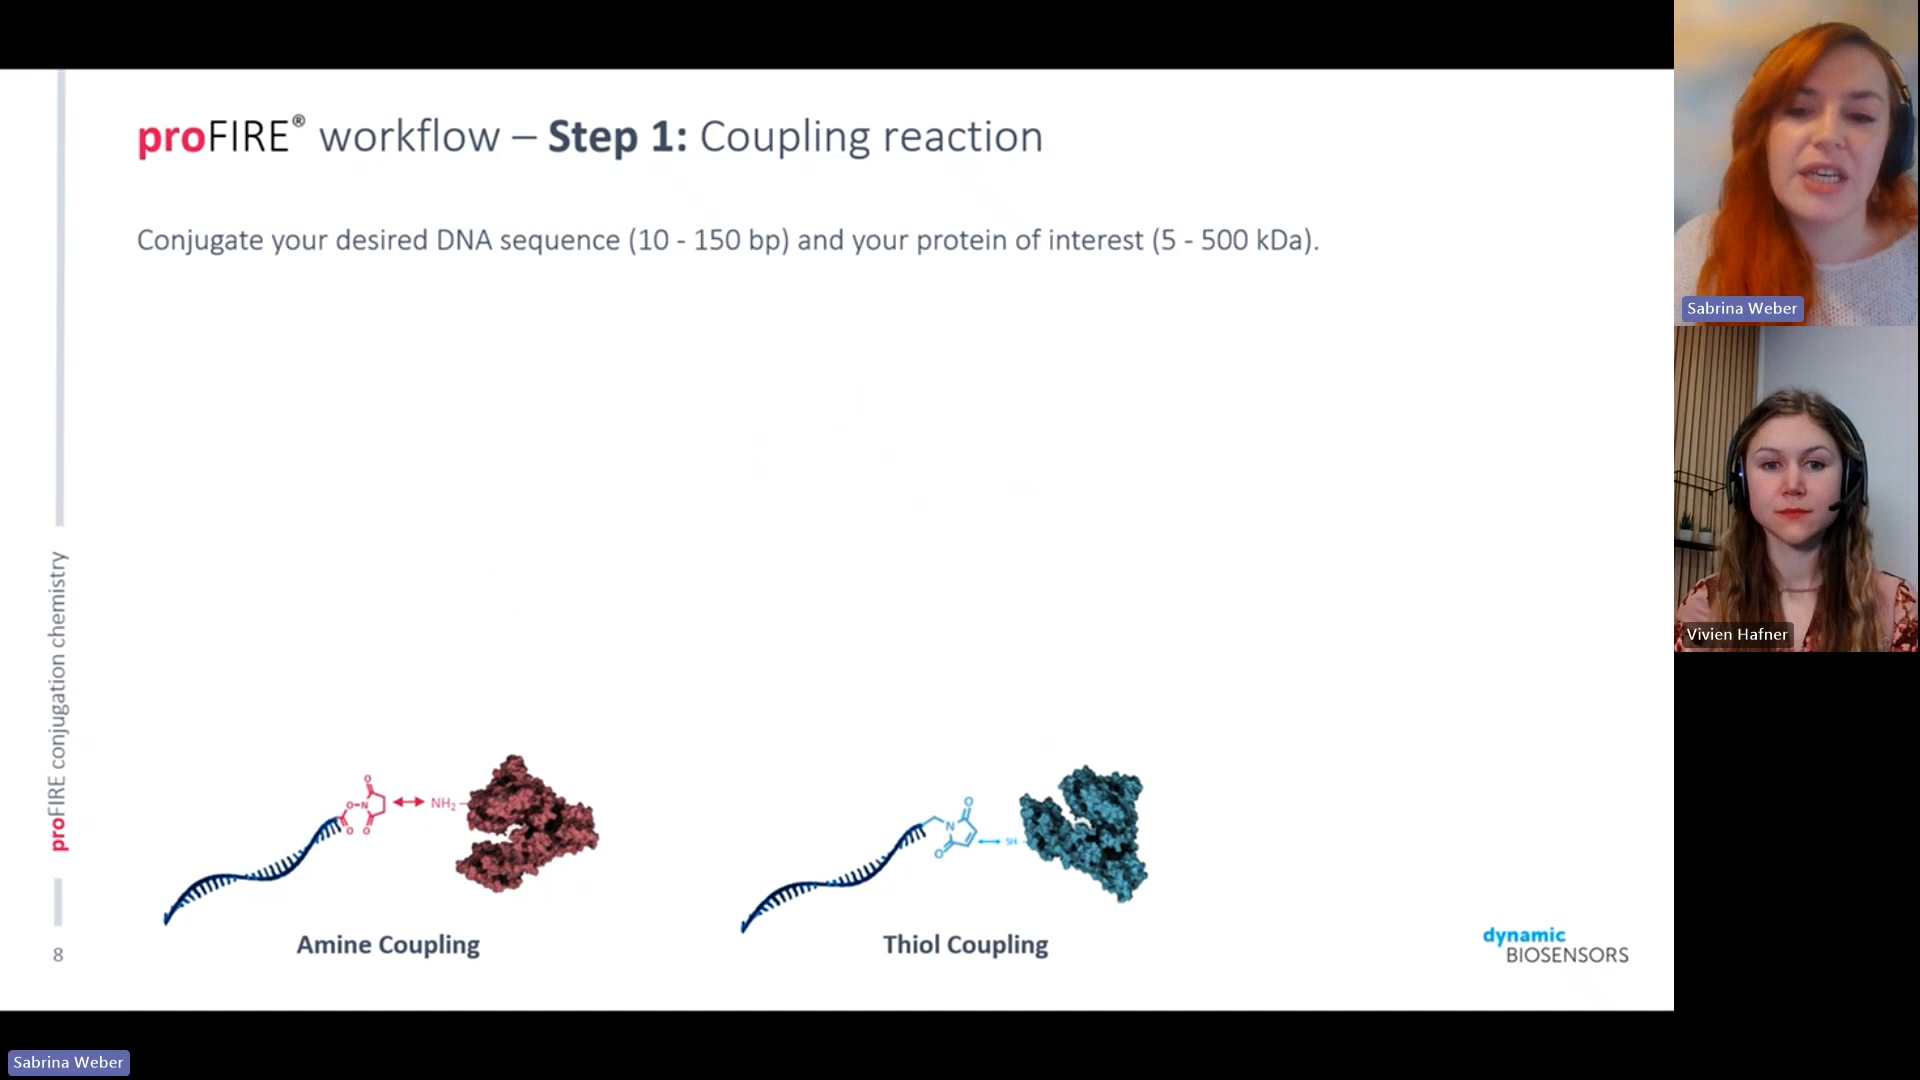 proFIRE® workflow – Step 1: Coupling reaction
Conjugate your desired DNA sequence (10 - 150 bp) and your protein of interest (5 - 500 kDa).
proFIRE conjugation chemistry
8
O
O
N
O
O
NH2
Amine Coupling
O
N
O
SH
Thiol Coupling
dynamic
BIOSENSORS
Sabrina Weber
Vivien Hafner
Sabrina Weber